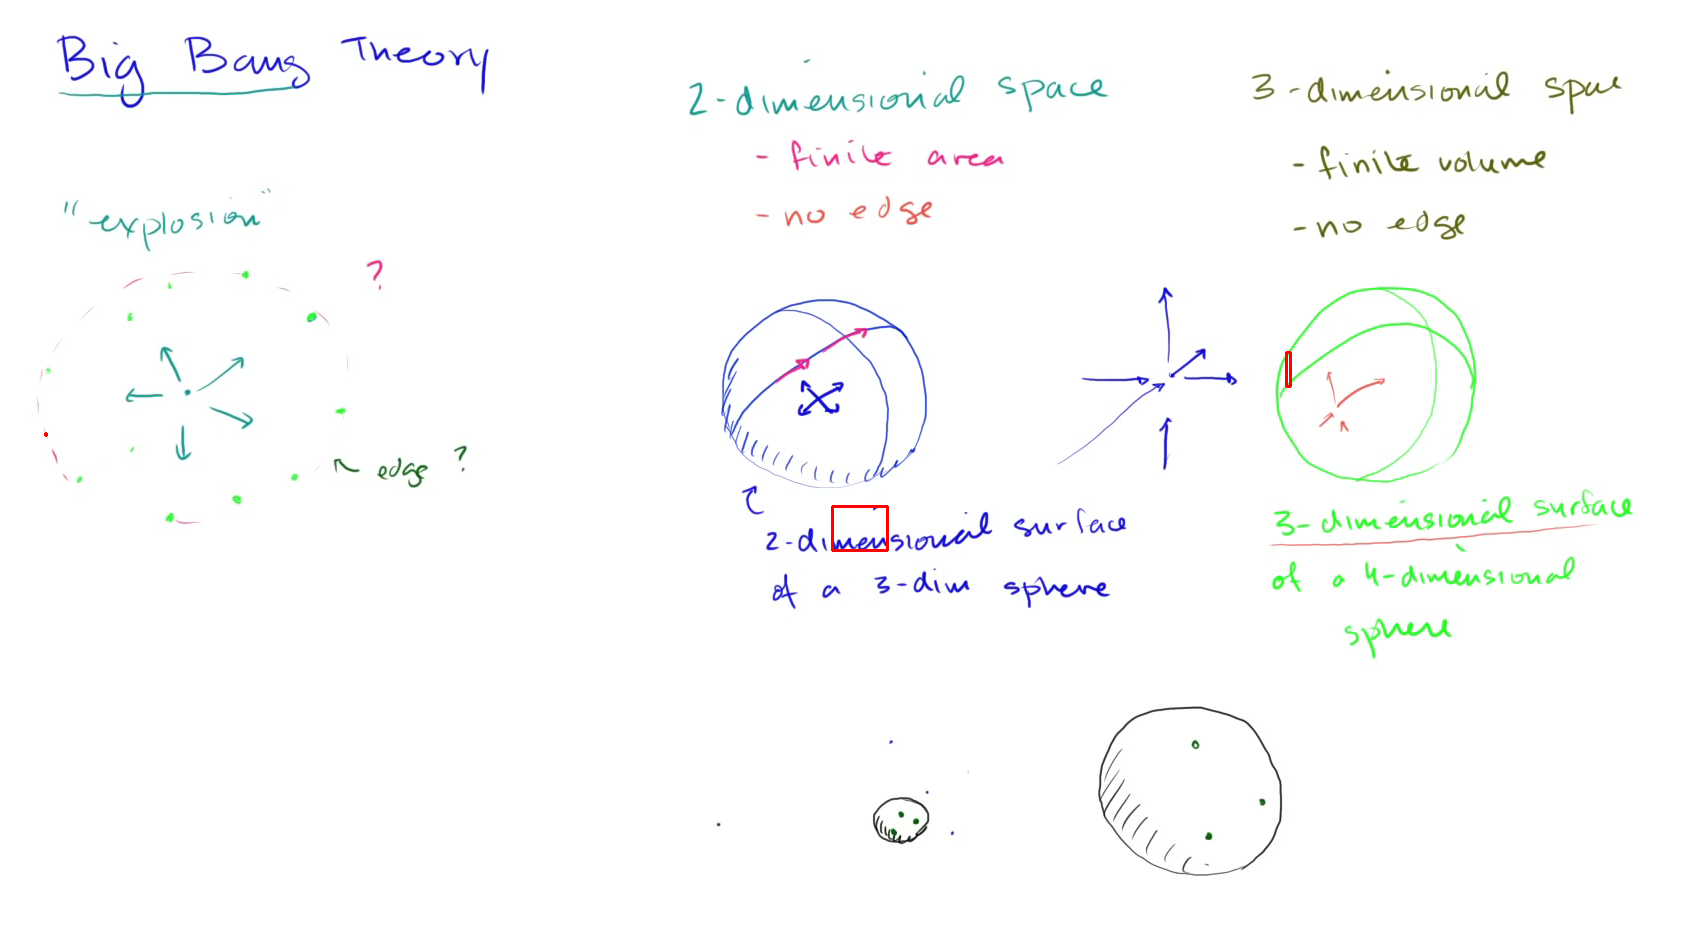 Big Bang Theory
"explosion"
?
edge ?
2-dimensional space
- finite area
- no edge
2-dimensional surface
of a 3-dim sphere
3-dimensional space
- finite volume
- no edge
3-dimensional surface
of a 4-dimensional
sphere